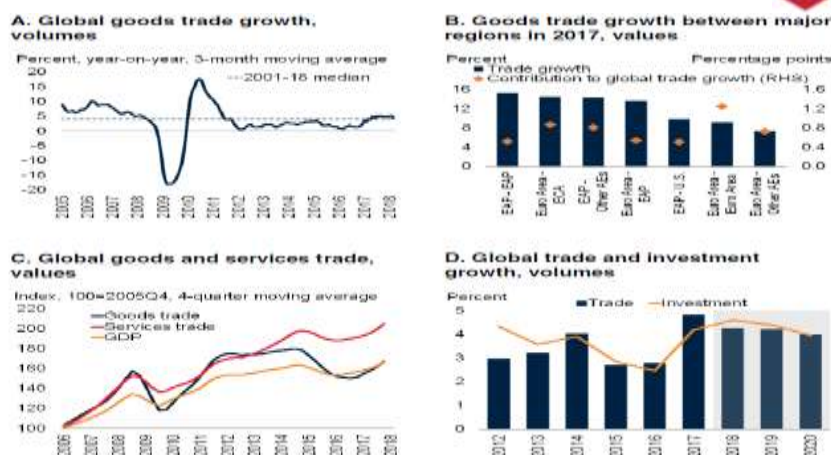 A. Global goods trade growth,
volumes
Percent, year-on-year, 3-month moving average
2001-18 median
20
15
10
5
0
-5
-10
-15
-20
2005
2006
2007
2008
2009
2010
2011
2012
2013
2014
2015
2016
2017
2018
B. Goods trade growth between major
regions in 2017, values
Percent
Percentage points
Trade growth
Contribution to global trade growth (RHS)
16
12
8
4
0
1.6
1.2
0.8
0.4
0.0
EAP - EAP
Euro Area -
ECA
EAP -
Other AEs
Euro Area -
EAP
EAP - U.S.
Euro Area -
Euro Area
Euro Area -
Other AEs
C. Global goods and services trade,
values
Index, 100=2005Q4, 4-quarter moving average
Goods trade
Services trade
GDP
220
200
180
160
140
120
100
2006
2007
2008
2009
2010
2011
2012
2013
2014
2015
2016
2017
2018
D. Global trade and investment
growth, volumes
Percent
Trade
Investment
5
4
3
2
1
0
2012
2013
2014
2015
2016
2017
2018
2019
2020